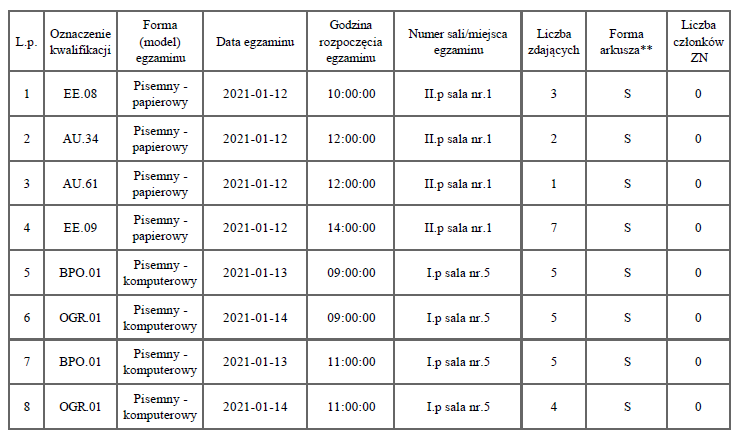 L.p. Oznaczenie kwalifikacji Forma (model) egzaminu Data egzaminu Godzina rozpoczęcia egzaminu Numer sali/miejsca egzaminu Liczba zdających Forma arkusza** Liczba członków ZN
1 EE.08 Pisemny - papierowy 2021-01-12 10:00:00 II.p sala nr.1 3 S 0
2 AU.34 Pisemny - papierowy 2021-01-12 12:00:00 II.p sala nr.1 2 S 0
3 AU.61 Pisemny - papierowy 2021-01-12 12:00:00 II.p sala nr.1 1 S 0
4 EE.09 Pisemny - papierowy 2021-01-12 14:00:00 II.p sala nr.1 7 S 0
5 BPO.01 Pisemny - komputerowy 2021-01-13 09:00:00 I.p sala nr.5 5 S 0
6 OGR.01 Pisemny - komputerowy 2021-01-14 09:00:00 I.p sala nr.5 5 S 0
7 BPO.01 Pisemny - komputerowy 2021-01-13 11:00:00 I.p sala nr.5 5 S 0
8 OGR.01 Pisemny - komputerowy 2021-01-14 11:00:00 I.p sala nr.5 4 S 0